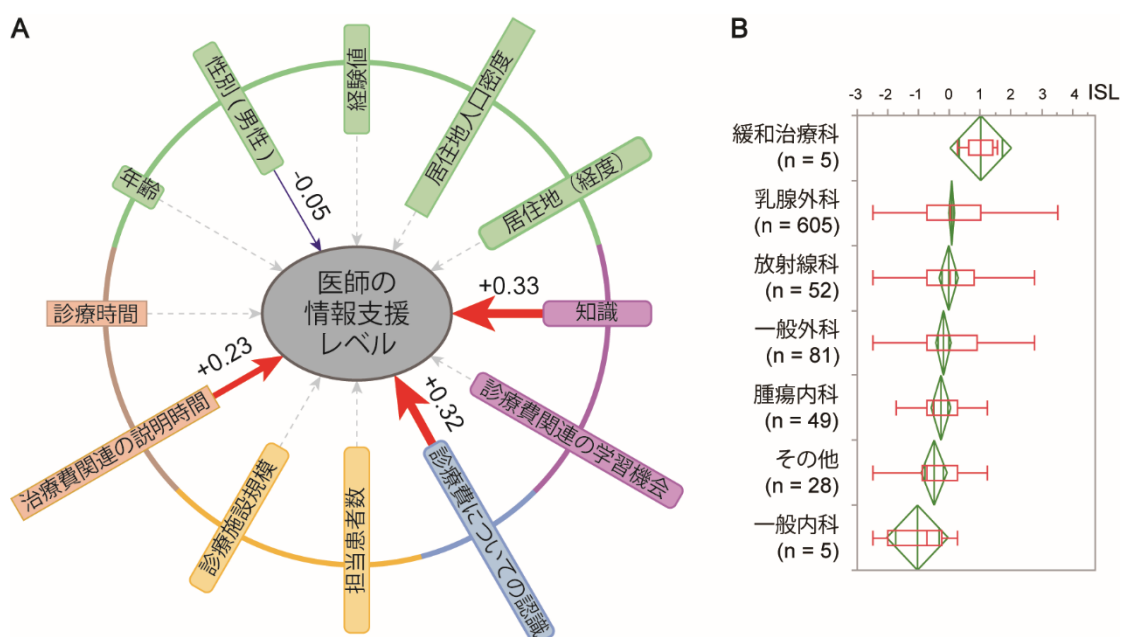 A
年齢
性別(男性)
経験値
居住地人口密度
居住地(経度)
-0.05
医師の
情報支援
レベル
+0.33
知識
診療時間
+0.23
治療費関連の説明時間
診療施設規模
担当患者数
+0.32
診療費についての認識
診療費関連の学習機会
B
-3 -2 -1 0 1 2 3 4 ISL
緩和治療科
(n = 5)
乳腺外科
(n = 605)
放射線科
(n = 52)
一般外科
(n = 81)
腫瘍内科
(n = 49)
その他
(n = 28)
一般内科
(n = 5)